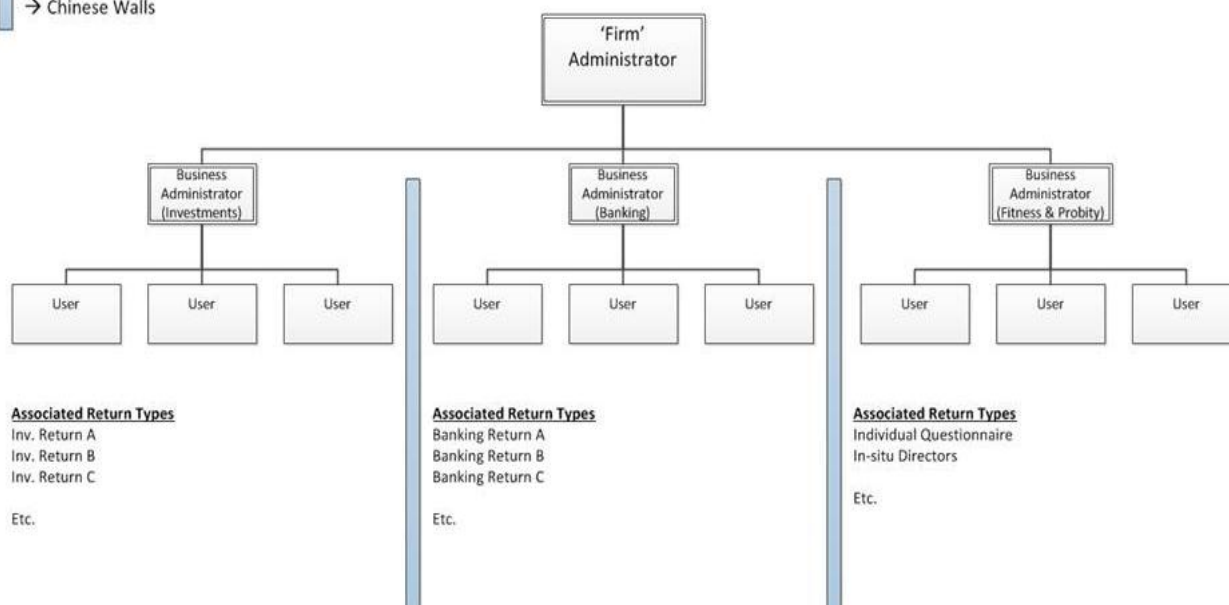 → Chinese Walls
‘Firm’
Administrator
Business
Administrator
(Investments)
Business
Administrator
(Banking)
Business
Administrator
(Fitness & Probity)
User
User
User
User
User
User
User
User
User
Associated Return Types
Inv. Return A
Inv. Return B
Inv. Return C
Etc.
Associated Return Types
Banking Return A
Banking Return B
Banking Return C
Etc.
Associated Return Types
Individual Questionnaire
In-situ Directors
Etc.